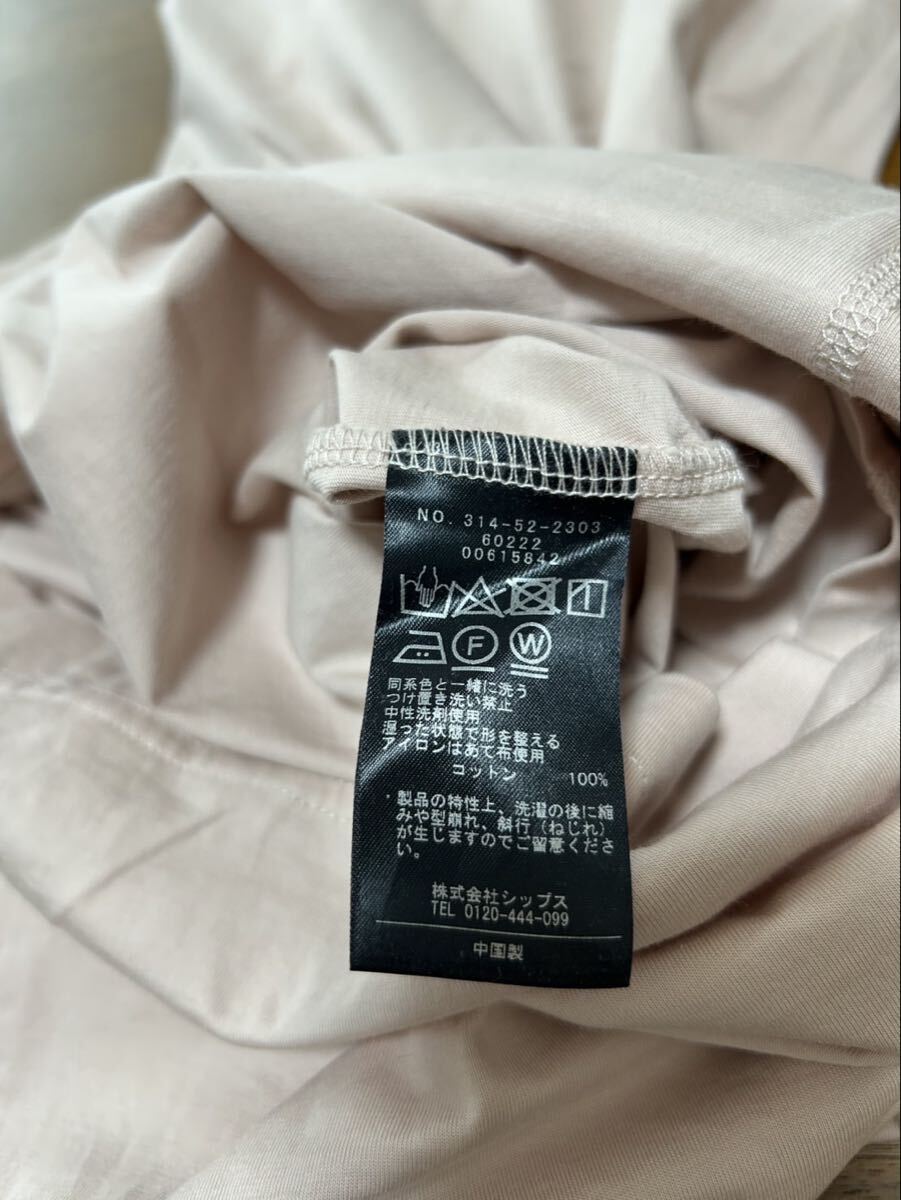 NO. 314-52-2303
60222
00615842
F W
同系色と一緒に洗う
つけ置き洗い禁止
中性洗剤使用
湿った状態で形を整える
アイロンはあて布使用
コットン 100%
・製品の特性上、洗濯の後に縮
みや型崩れ、斜行（ねじれ）
が生じますのでご留意くださ
い。
株式会社シップス
TEL 0120-444-099
中国製